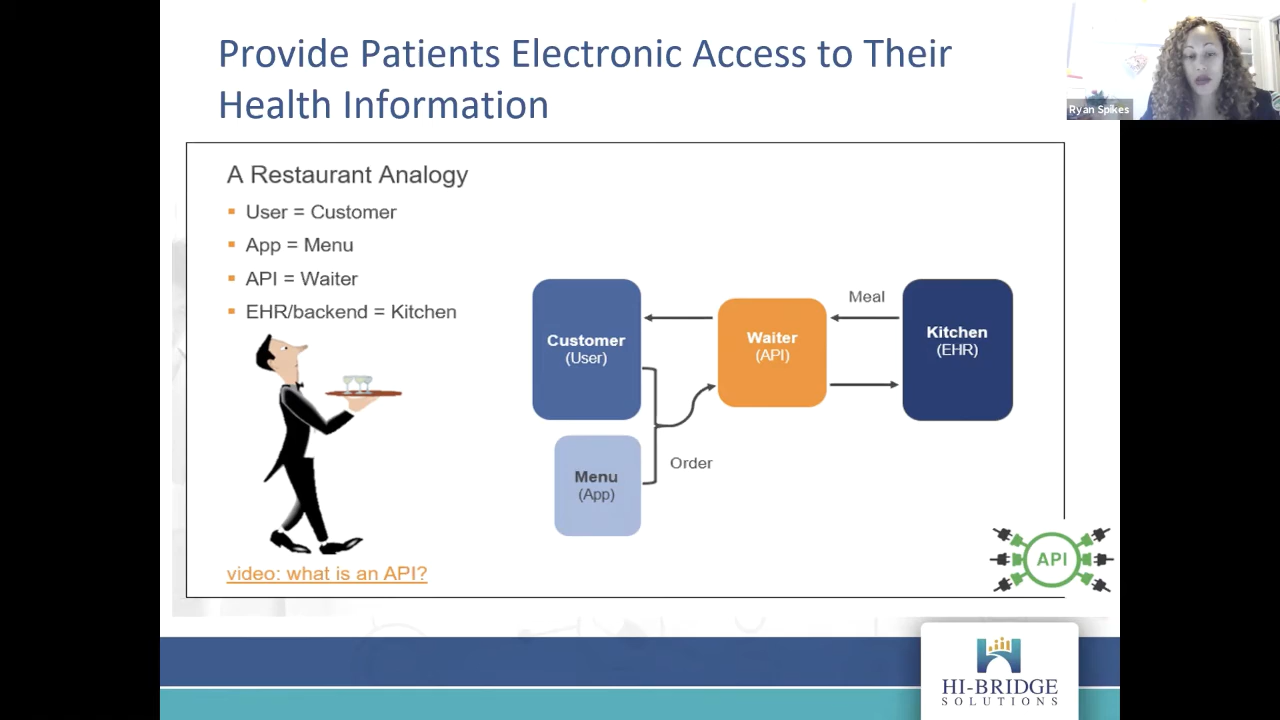 Provide Patients Electronic Access to Their
Health Information
Ryan Spikes
A Restaurant Analogy
User = Customer
App = Menu
API = Waiter
EHR/backend = Kitchen
Customer
(User)
Menu
(App)
Order
Waiter
(API)
Meal
Kitchen
(EHR)
video: what is an API?
API
HI-BRIDGE
SOLUTIONS